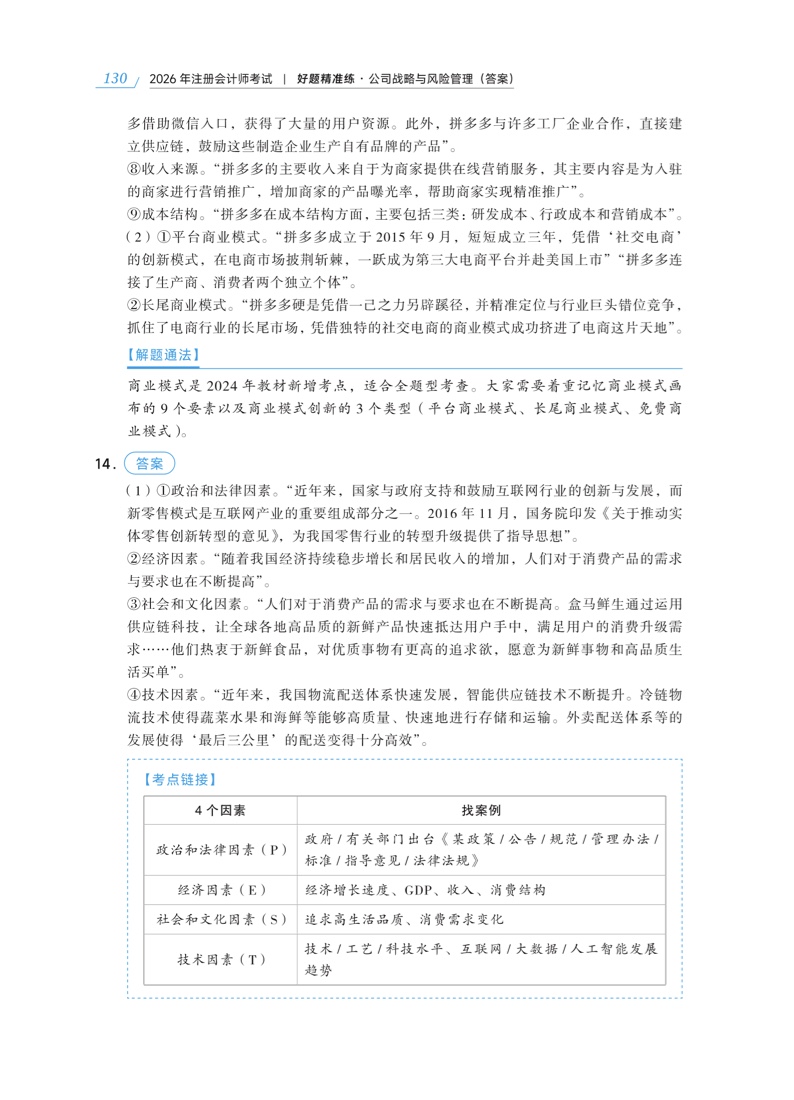 130 2026 年注册会计师考试 | 好题精准练·公司战略与风险管理（答案）
多借助微信入口，获得了大量的用户资源。此外，拼多多与许多工厂企业合作，直接建
立供应链，鼓励这些制造企业生产自有品牌的产品”。
⑧收入来源。“拼多多的主要收入来自于为商家提供在线营销服务，其主要内容是为入驻
的商家进行营销推广，增加商家的产品曝光率，帮助商家实现精准推广”。
⑨成本结构。“拼多多在成本结构方面，主要包括三类：研发成本、行政成本和营销成本”。
（2）①平台商业模式。“拼多多成立于 2015 年 9 月，短短成立三年，凭借‘社交电商’
的创新模式，在电商市场披荆斩棘，一跃成为第三大电商平台并赴美国上市”“拼多多连
接了生产商、消费者两个独立个体”。
②长尾商业模式。“拼多多硬是凭借一己之力另辟蹊径，并精准定位与行业巨头错位竞争，
抓住了电商行业的长尾市场，凭借独特的社交电商的商业模式成功挤进了电商这片天地”。
【解题通法】
商业模式是 2024 年教材新增考点，适合全题型考查。大家需要着重记忆商业模式画
布的 9 个要素以及商业模式创新的 3 个类型（平台商业模式、长尾商业模式、免费商
业模式）。
14. 答案
（1）①政治和法律因素。“近年来，国家与政府支持和鼓励互联网行业的创新与发展，而
新零售模式是互联网产业的重要组成部分之一。2016 年 11 月，国务院印发《关于推动实
体零售创新转型的意见》，为我国零售行业的转型升级提供了指导思想”。
②经济因素。“随着我国经济持续稳步增长和居民收入的增加，人们对于消费产品的需求
与要求也在不断提高”。
③社会和文化因素。“人们对于消费产品的需求与要求也在不断提高。盒马鲜生通过运用
供应链科技，让全球各地高品质的新鲜产品快速抵达用户手中，满足用户的消费升级需
求……他们热衷于新鲜食品，对优质事物有更高的追求欲，愿意为新鲜事物和高品质生
活买单”。
④技术因素。“近年来，我国物流配送体系快速发展，智能供应链技术不断提升。冷链物
流技术使得蔬菜水果和海鲜等能够高质量、快速地进行存储和运输。外卖配送体系等的
发展使得‘最后三公里’的配送变得十分高效”。
【考点链接】
4 个因素 找案例
政治和法律因素（P） 政府/有关部门出台《某政策/公告/规范/管理办法/
标准/指导意见/法律法规》
经济因素（E） 经济增长速度、GDP、收入、消费结构
社会和文化因素（S） 追求高生活品质、消费需求变化
技术因素（T） 技术/工艺/科技水平、互联网/大数据/人工智能发展
趋势